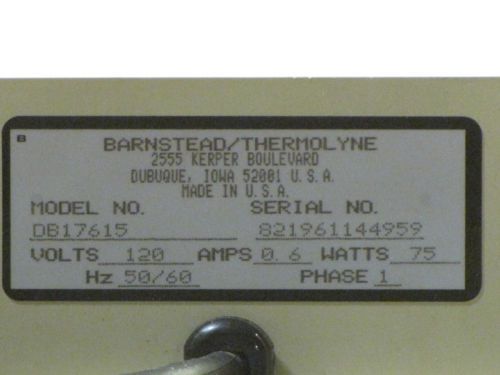 B
BARNSTEAD/THERMOLYNE
2555 KERPER BOULEVARD
DUBUQUE, IOWA 52001 U.S.A.
MADE IN U.S.A.
MODEL NO. SERIAL NO.
DB17615 821961144959
VOLTS 120 AMPS 0.6 WATTS 75
Hz 50/60 PHASE 1